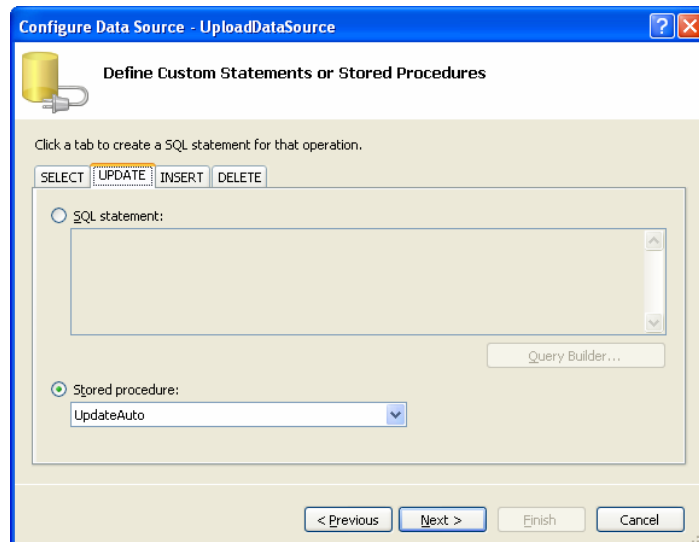 Configure Data Source - UploadDataSource
Define Custom Statements or Stored Procedures
Click a tab to create a SQL statement for that operation.
SELECT UPDATE INSERT DELETE
SQL statement:
Query Builder...
Stored procedure:
UpdateAuto
< Previous Next > Finish Cancel